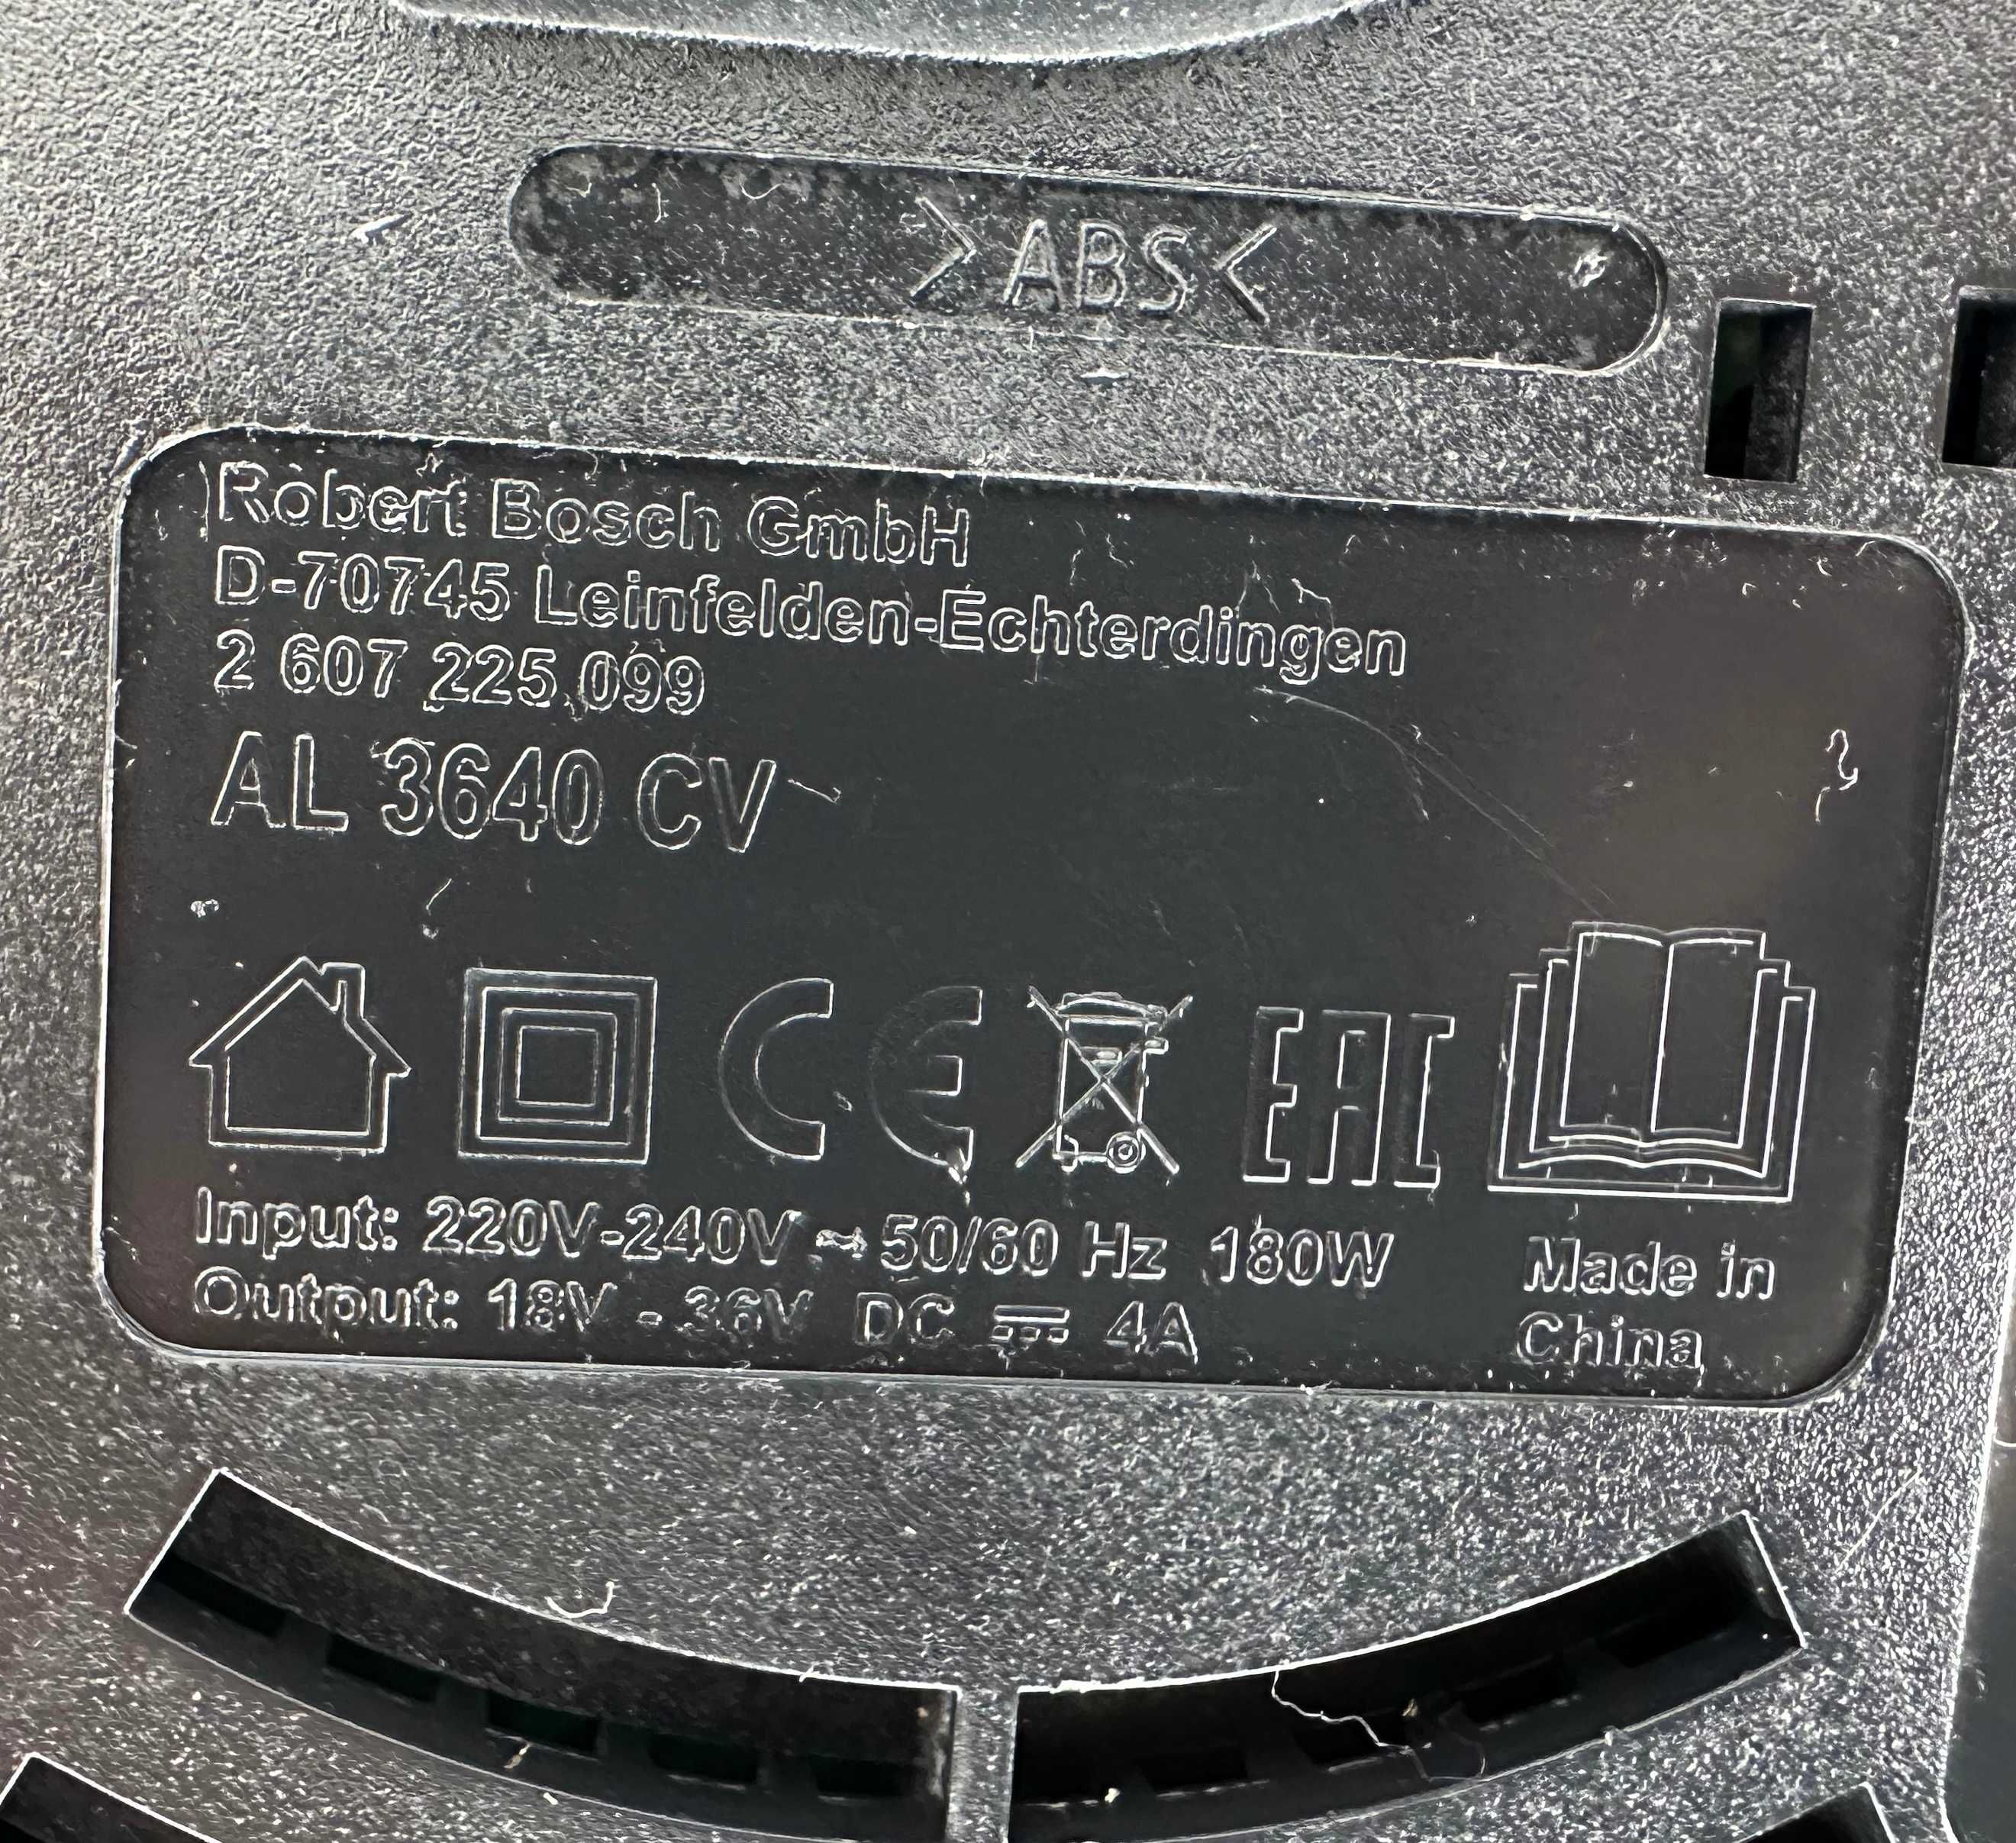 >ABS<
Robert Bosch GmbH
D-70745 Leinfelden-Echterdingen
2 607 225 099
AL 3640 CV
CE EAC
Input: 220V-240V ~ 50/60 Hz 180W
Output: 18V - 36V DC ⎓ 4A
Made in
China